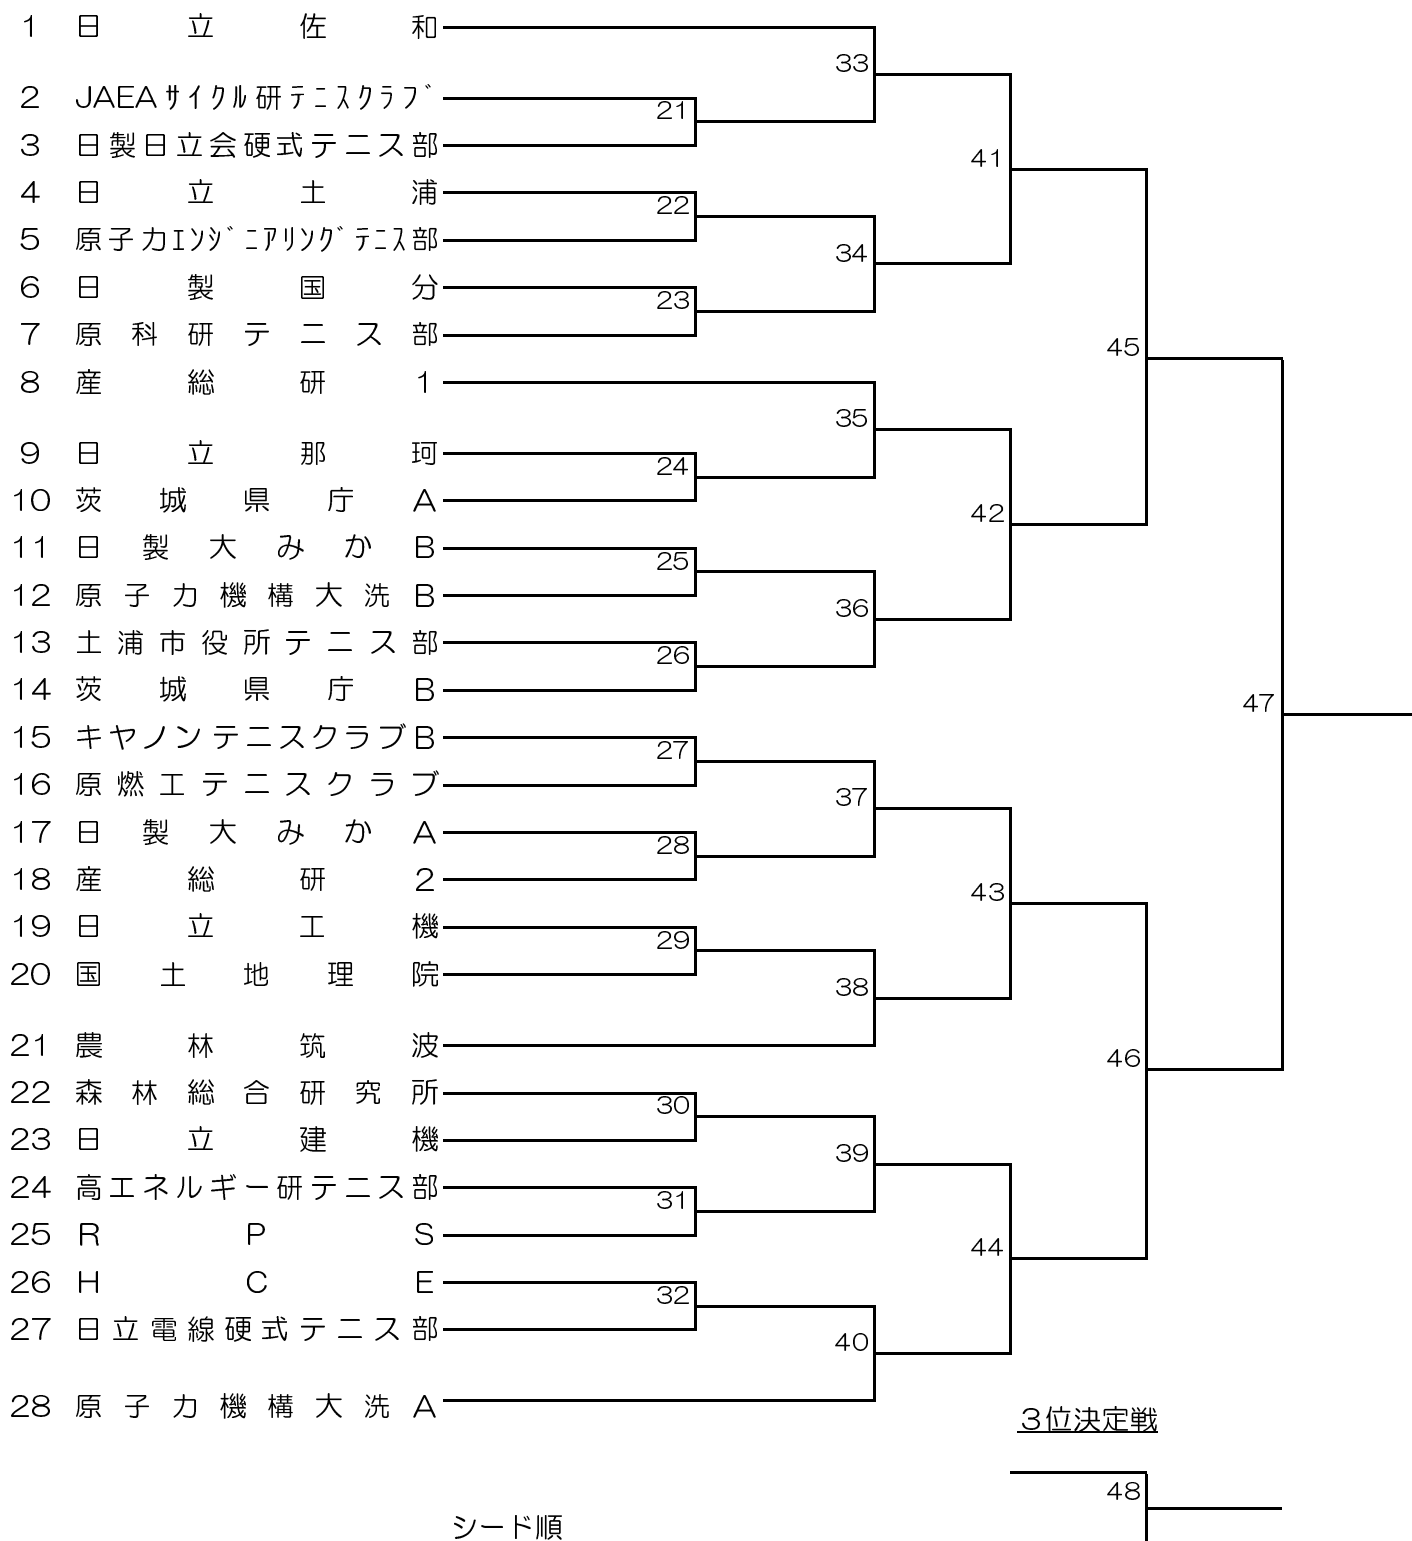 1 日立佐和
33
2 JAEAサイクル研テニスクラブ
21
3 日製日立会硬式テニス部
41
4 日立土浦
22
5 原子力エンジニアリングテニス部
34
6 日製国分
23
7 原科研テニス部
45
8 産総研1
35
9 日立那珂
24
10 茨城県庁A
42
11 日製大みかB
25
12 原子力機構大洗B
36
13 土浦市役所テニス部
26
14 茨城県庁B
47
15 キヤノンテニスクラブB
27
16 原燃工テニスクラブ
37
17 日製大みかA
28
18 産総研2
43
19 日立工機
29
20 国土地理院
38
21 農林筑波
46
22 森林総合研究所
30
23 日立建機
39
24 高エネルギー研テニス部
31
25 RPS
44
26 HCE
32
27 日立電線硬式テニス部
40
28 原子力機構大洗A
3位決定戦
48
シード順